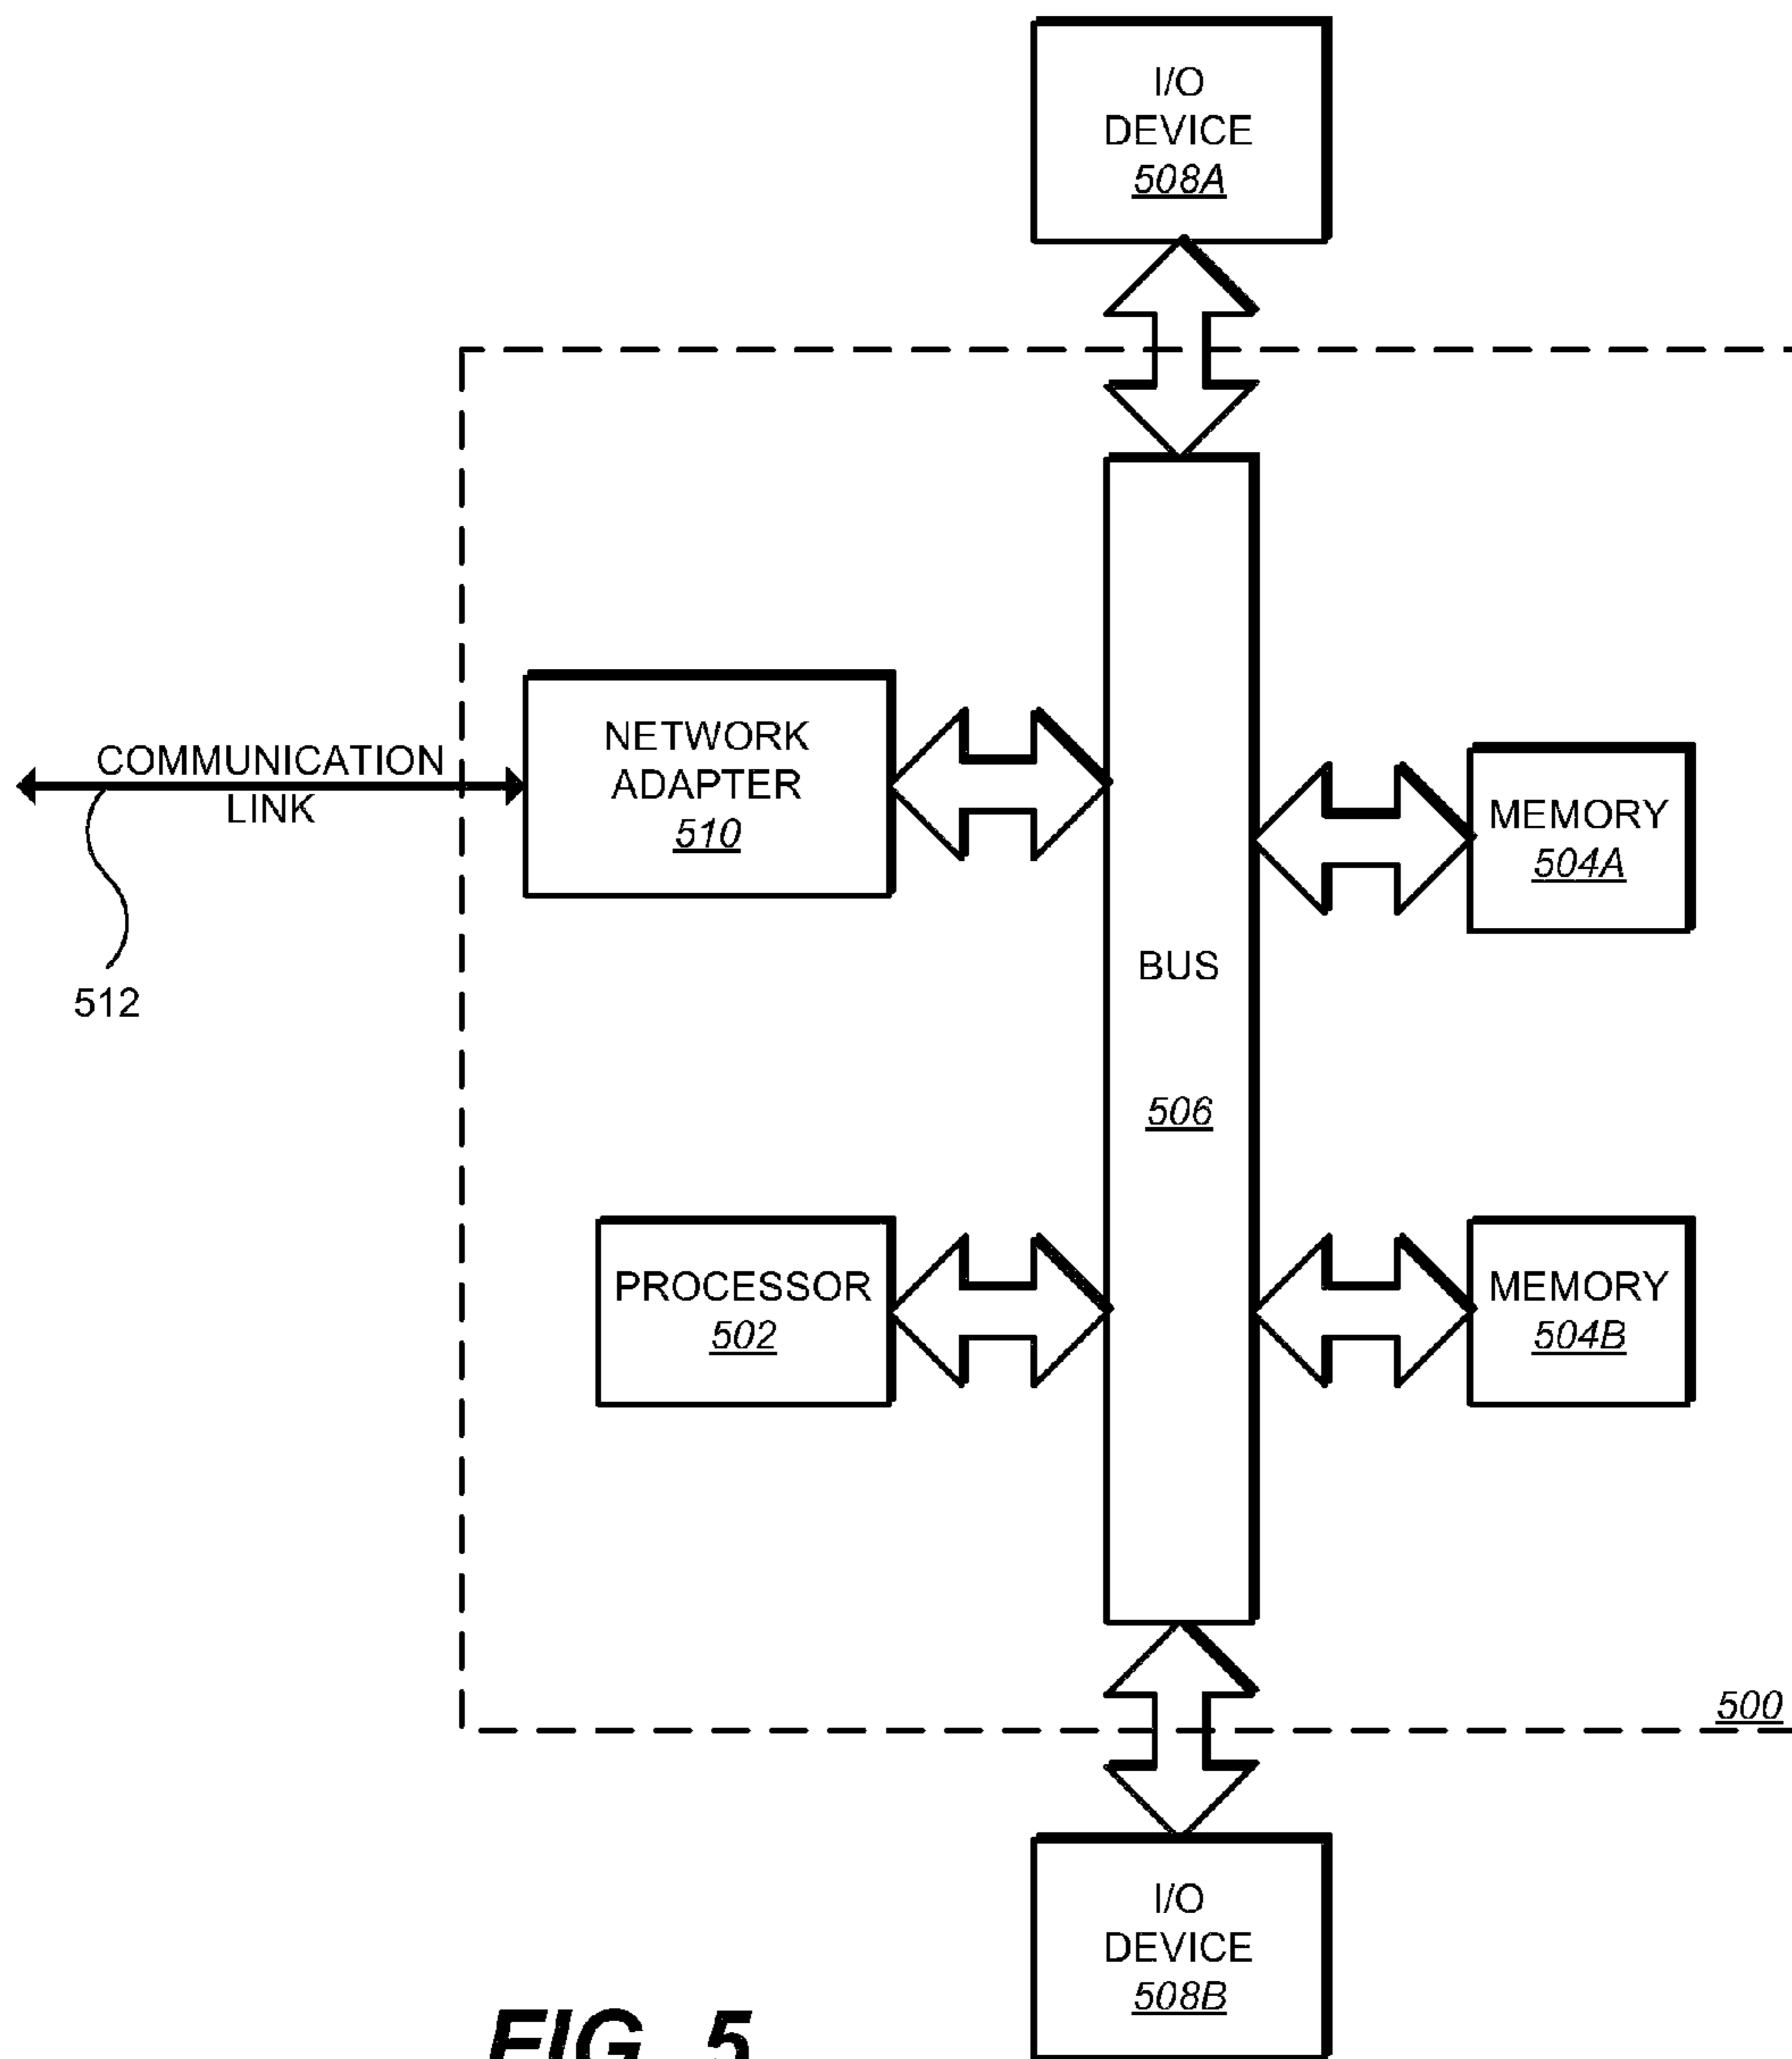 I/O
DEVICE
508A
COMMUNICATION
LINK
512
NETWORK
ADAPTER
510
MEMORY
504A
BUS
506
PROCESSOR
502
MEMORY
504B
500
I/O
DEVICE
508B
FIG. 5